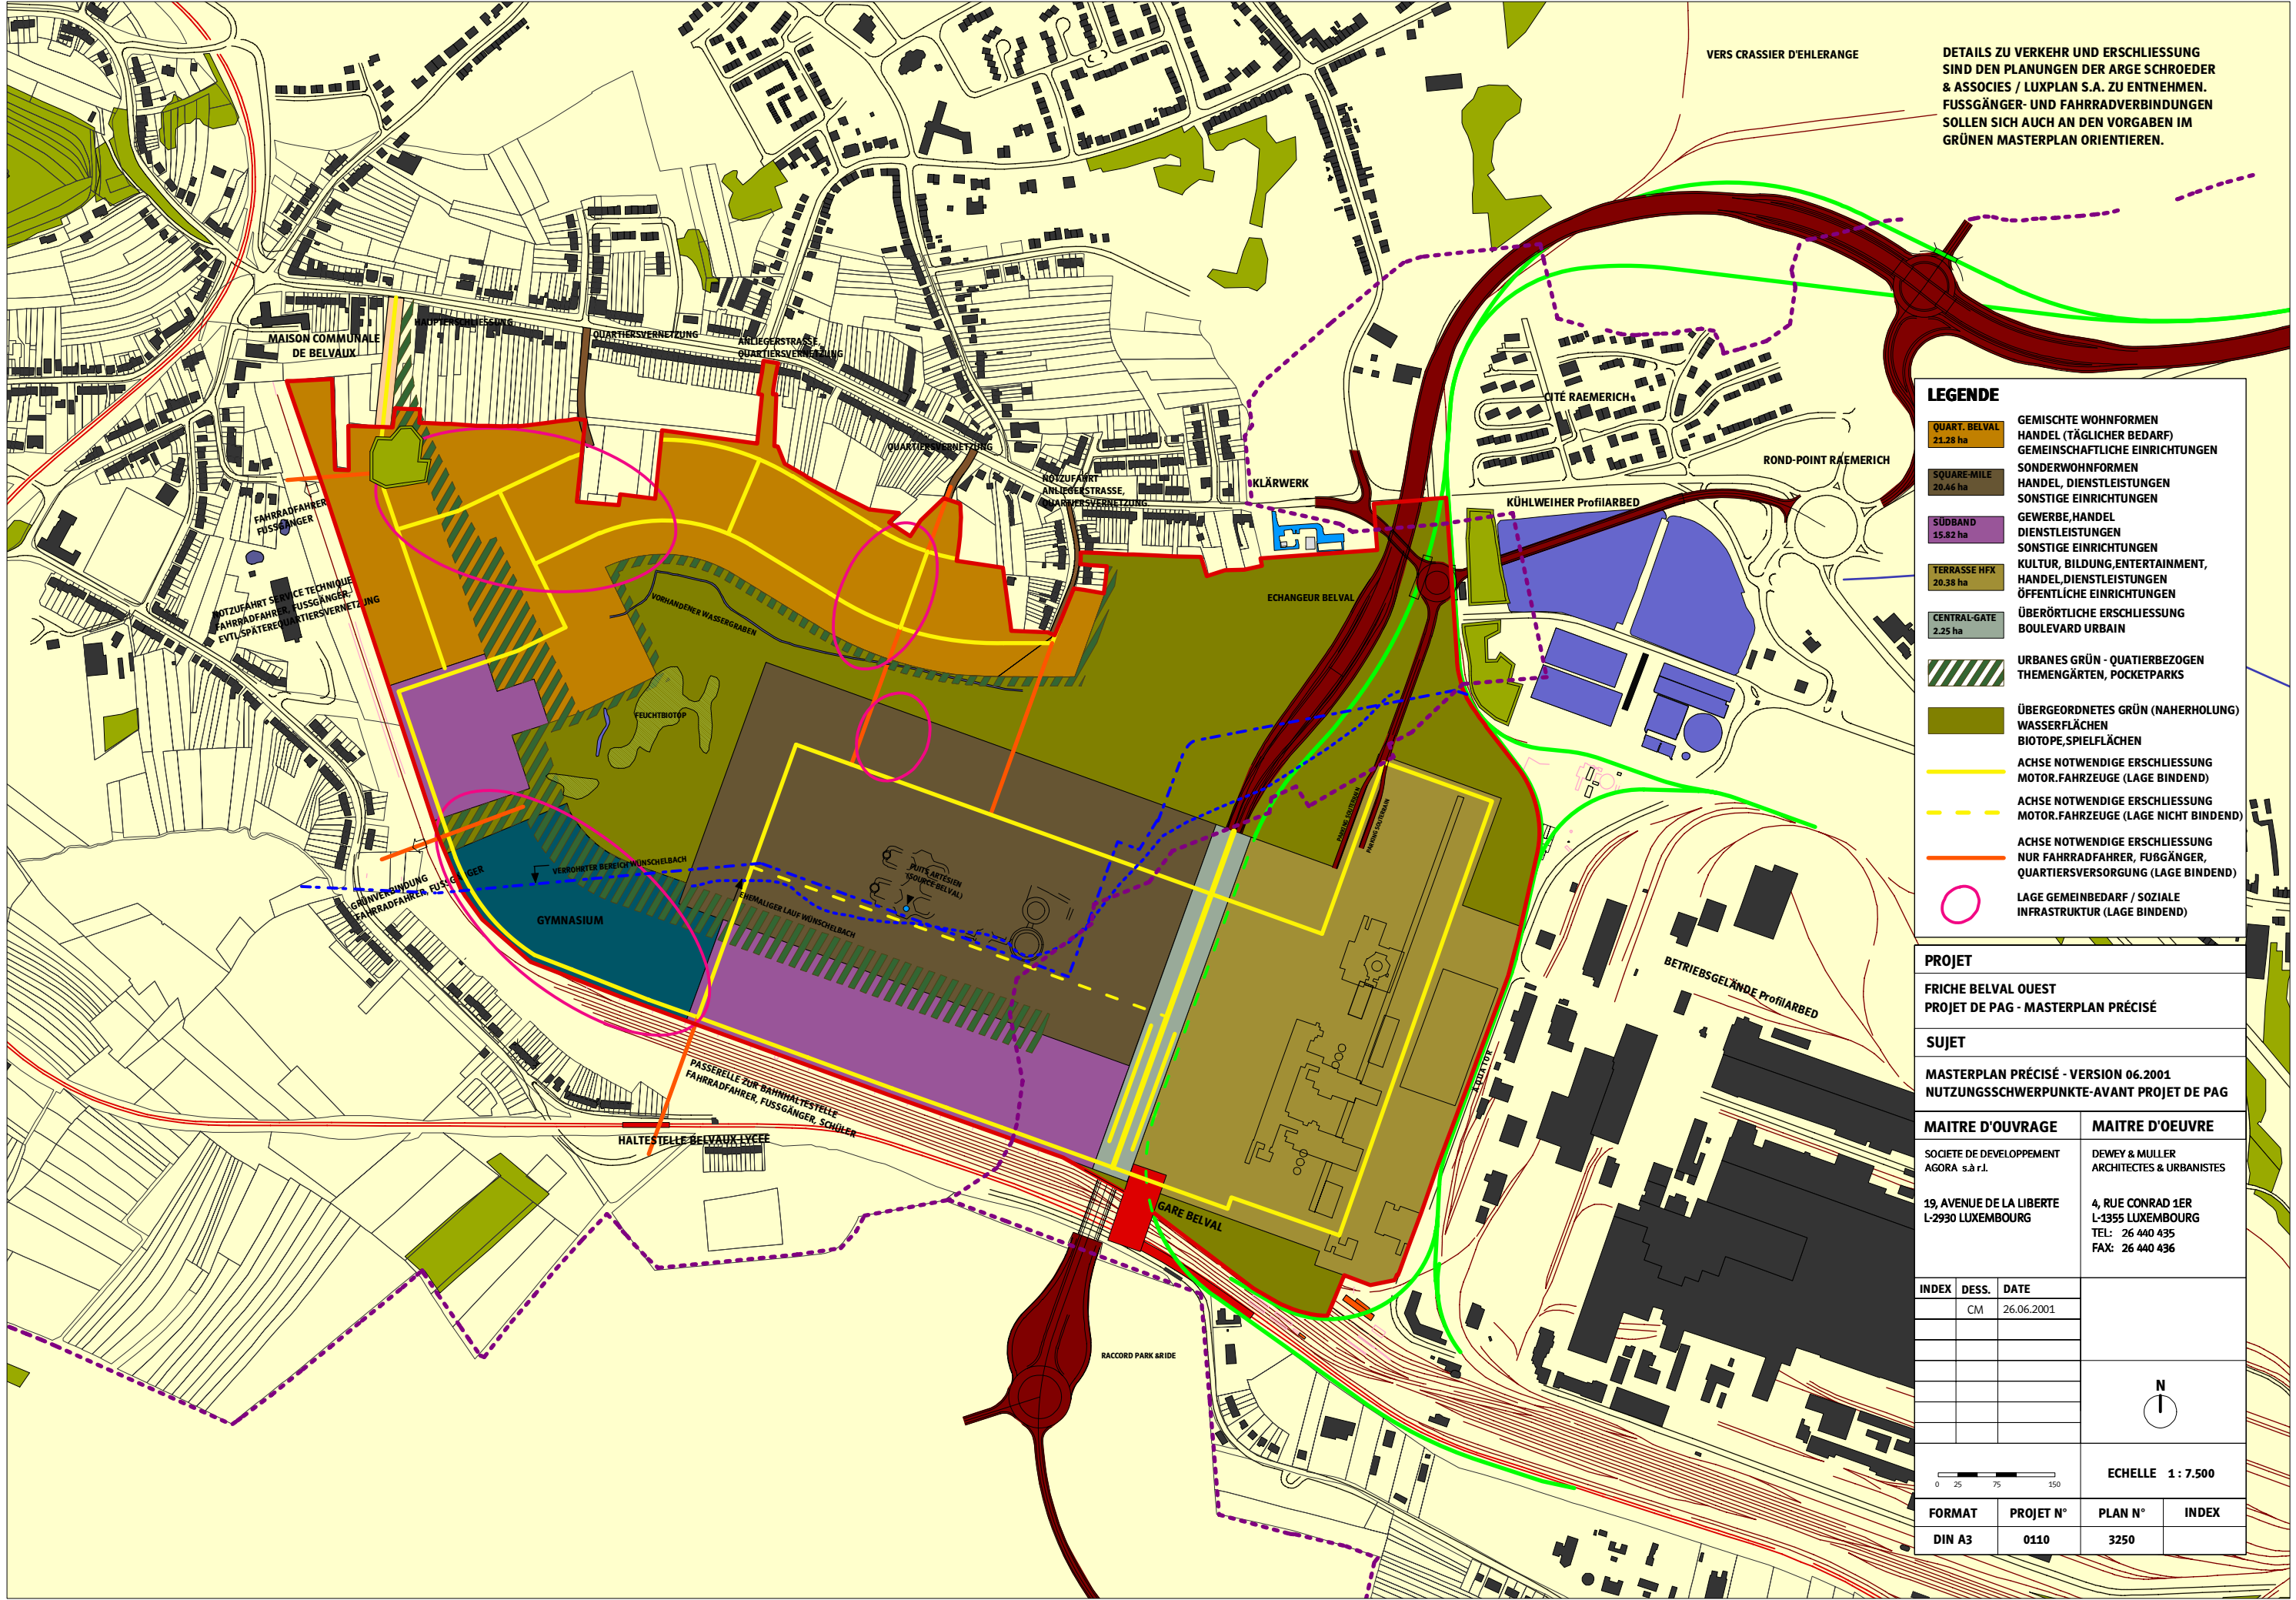 VERS CRASSIER D'EHLERANGE
DETAILS ZU VERKEHR UND ERSCHLIESSUNG
SIND DEN PLANUNGEN DER ARGE SCHROEDER
& ASSOCIES / LUXPLAN S.A. ZU ENTNEHMEN.
FUSSGÄNGER- UND FAHRRADVERBINDUNGEN
SOLLEN SICH AUCH AN DEN VORGABEN IM
GRÜNEN MASTERPLAN ORIENTIEREN.
MAISON COMMUNALE
DE BELVAUX
HAUPTERSCHLIESSUNG
QUARTIERSVERNETZUNG
ANLIEGERSTRASSE,
QUARTIERSVERNETZUNG
QUARTIERSVERNETZUNG
NOTZUFAHRT
ANLIEGERSTRASSE,
QUARTIERSVERNETZUNG
KLÄRWERK
CITÉ RAEMERICH
ROND-POINT RAEMERICH
KÜHLWEIHER ProfilARBED
FAHRRADFAHRER
FUSSGÄNGER
NOTZUFAHRT SERVICE TECHNIQUE
FAHRRADFAHRER, FUSSGÄNGER,
EVTL.SPÄTEREQUARTIERSVERNETZUNG
VORHANDENER WASSERGRABEN
ECHANGEUR BELVAL
FEUCHTBIOTOP
PARKING SOUTERRAIN
PARKING SOUTERRAIN
VERROHRTER BEREICH WÜNSCHELBACH
PUITS ARTÉSIEN
(SOURCE BELVAL)
EHEMALIGER LAUF WÜNSCHELBACH
GRÜNVERBINDUNG
FAHRRADFAHRER, FUSSGÄNGER
GYMNASIUM
BETRIEBSGELÄNDE ProfilARBED
PASSERELLE ZUR BAHNHALTESTELLE
FAHRRADFAHRER, FUSSGÄNGER, SCHÜLER
HALTESTELLE BELVAUX-LYCÉE
GARE BELVAL
RACCORD PARK &RIDE
LEGENDE
QUART. BELVAL
21.28 ha
GEMISCHTE WOHNFORMEN
HANDEL (TÄGLICHER BEDARF)
GEMEINSCHAFTLICHE EINRICHTUNGEN
SQUARE-MILE
20.46 ha
SONDERWOHNFORMEN
HANDEL, DIENSTLEISTUNGEN
SONSTIGE EINRICHTUNGEN
SÜDBAND
15.82 ha
GEWERBE,HANDEL
DIENSTLEISTUNGEN
SONSTIGE EINRICHTUNGEN
TERRASSE HFX
20.38 ha
KULTUR, BILDUNG,ENTERTAINMENT,
HANDEL,DIENSTLEISTUNGEN
ÖFFENTLICHE EINRICHTUNGEN
CENTRAL-GATE
2.25 ha
ÜBERÖRTLICHE ERSCHLIESSUNG
BOULEVARD URBAIN
URBANES GRÜN - QUATIERBEZOGEN
THEMENGÄRTEN, POCKETPARKS
ÜBERGEORDNETES GRÜN (NAHERHOLUNG)
WASSERFLÄCHEN
BIOTOPE,SPIELFLÄCHEN
ACHSE NOTWENDIGE ERSCHLIESSUNG
MOTOR.FAHRZEUGE (LAGE BINDEND)
ACHSE NOTWENDIGE ERSCHLIESSUNG
MOTOR.FAHRZEUGE (LAGE NICHT BINDEND)
ACHSE NOTWENDIGE ERSCHLIESSUNG
NUR FAHRRADFAHRER, FUßGÄNGER,
QUARTIERSVERSORGUNG (LAGE BINDEND)
LAGE GEMEINBEDARF / SOZIALE
INFRASTRUKTUR (LAGE BINDEND)
PROJET
FRICHE BELVAL OUEST
PROJET DE PAG - MASTERPLAN PRÉCISÉ
SUJET
MASTERPLAN PRÉCISÉ - VERSION 06.2001
NUTZUNGSSCHWERPUNKTE-AVANT PROJET DE PAG
MAITRE D'OUVRAGE
SOCIETE DE DEVELOPPEMENT
AGORA s.à r.l.
19, AVENUE DE LA LIBERTE
L-2930 LUXEMBOURG
MAITRE D'OEUVRE
DEWEY & MULLER
ARCHITECTES & URBANISTES
4, RUE CONRAD 1ER
L-1355 LUXEMBOURG
TEL: 26 440 435
FAX: 26 440 436
INDEX DESS. DATE
CM 26.06.2001
N
0 25 75 150
ECHELLE 1 : 7.500
FORMAT PROJET N° PLAN N° INDEX
DIN A3 0110 3250